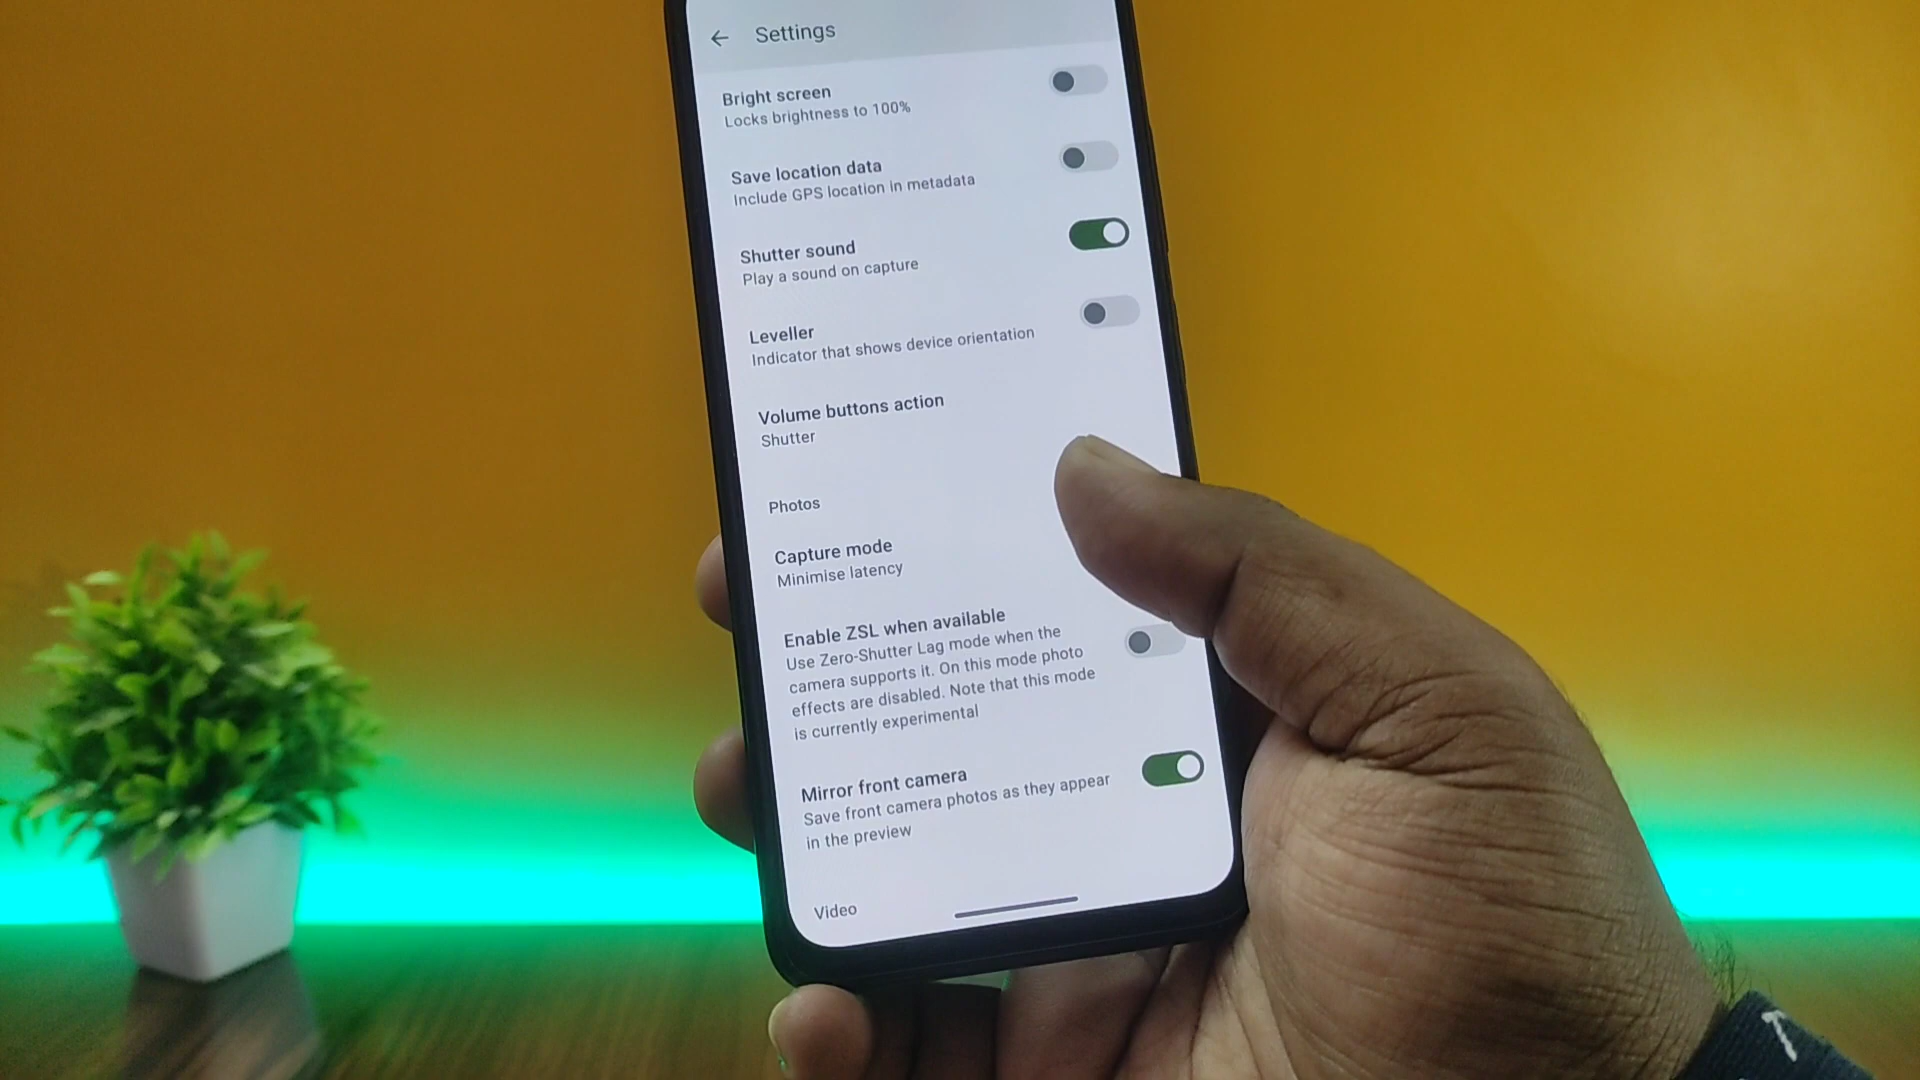 Settings
Bright screen
Locks brightness to 100%
Save location data
Include GPS location in metadata
Shutter sound
Play a sound on capture
Leveller
Indicator that shows device orientation
Volume buttons action
Shutter
Photos
Capture mode
Minimise latency
Enable ZSL when available
Use Zero-Shutter Lag mode when the
camera supports it. On this mode photo
effects are disabled. Note that this mode
is currently experimental
Mirror front camera
Save front camera photos as they appear
in the preview
Video